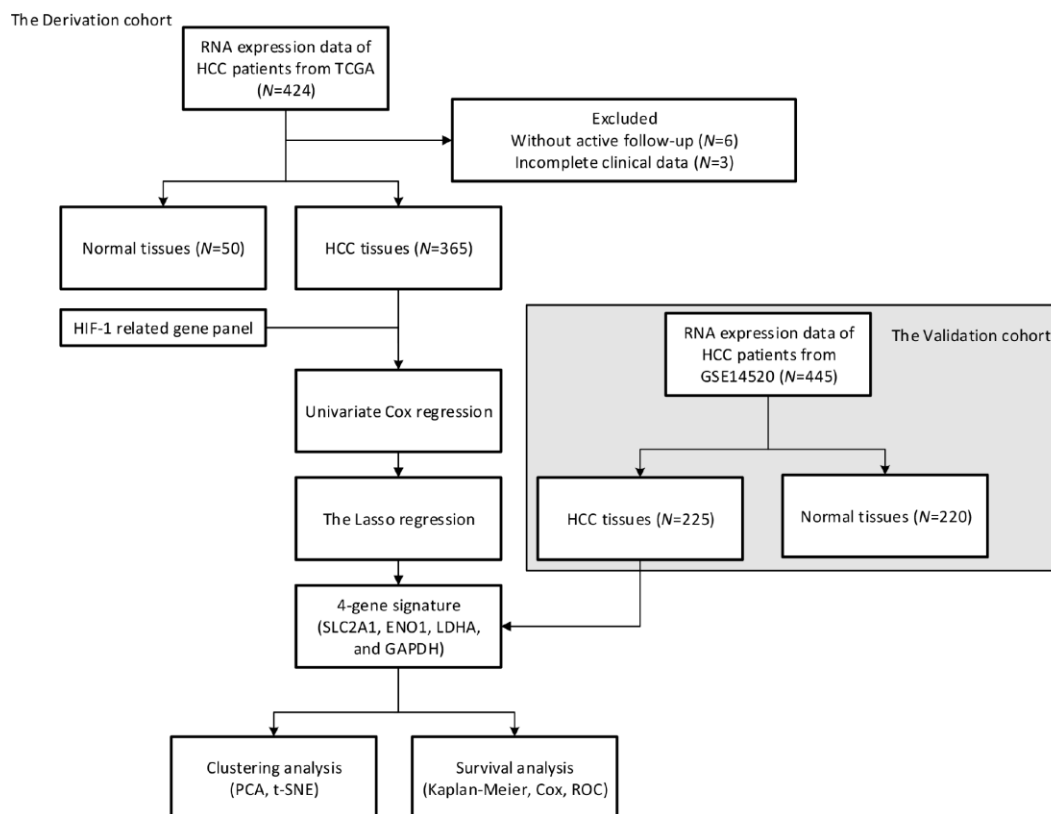 The Derivation cohort
RNA expression data of
HCC patients from TCGA
(N=424)
Excluded
Without active follow-up (N=6)
Incomplete clinical data (N=3)
Normal tissues (N=50)
HCC tissues (N=365)
HIF-1 related gene panel
The Validation cohort
RNA expression data of
HCC patients from
GSE14520 (N=445)
Univariate Cox regression
HCC tissues (N=225)
Normal tissues (N=220)
The Lasso regression
4-gene signature
(SLC2A1, ENO1, LDHA,
and GAPDH)
Clustering analysis
(PCA, t-SNE)
Survival analysis
(Kaplan-Meier, Cox, ROC)